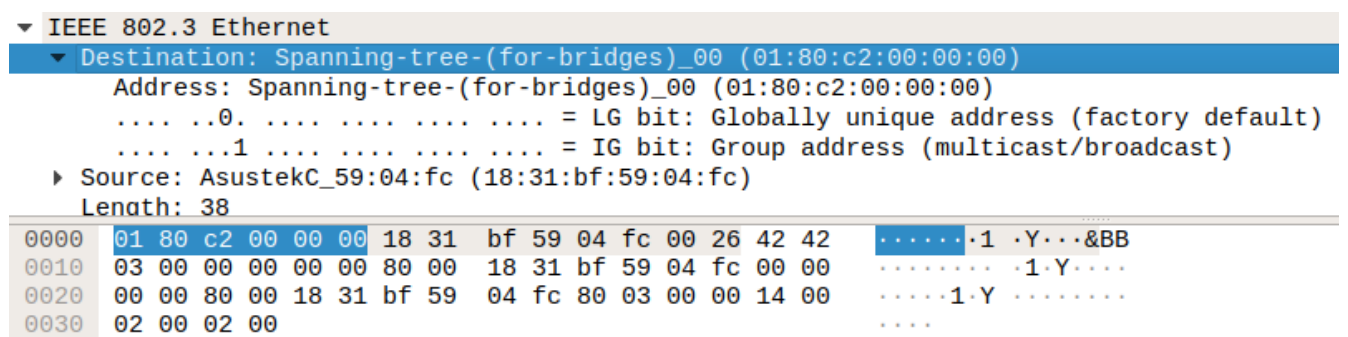 IEEE 802.3 Ethernet
Destination: Spanning-tree-(for-bridges)_00 (01:80:c2:00:00:00)
Address: Spanning-tree-(for-bridges)_00 (01:80:c2:00:00:00)
.... ..0. .... .... .... .... = LG bit: Globally unique address (factory default)
.... ...1 .... .... .... .... = IG bit: Group address (multicast/broadcast)
Source: AsustekC_59:04:fc (18:31:bf:59:04:fc)
Length: 38
0000 01 80 c2 00 00 00 18 31 bf 59 04 fc 00 26 42 42 ·······1 ·Y···&BB
0010 03 00 00 00 00 00 80 00 18 31 bf 59 04 fc 00 00 ········ ·1·Y····
0020 00 00 80 00 18 31 bf 59 04 fc 80 03 00 00 14 00 ·····1·Y ········
0030 02 00 02 00 ····